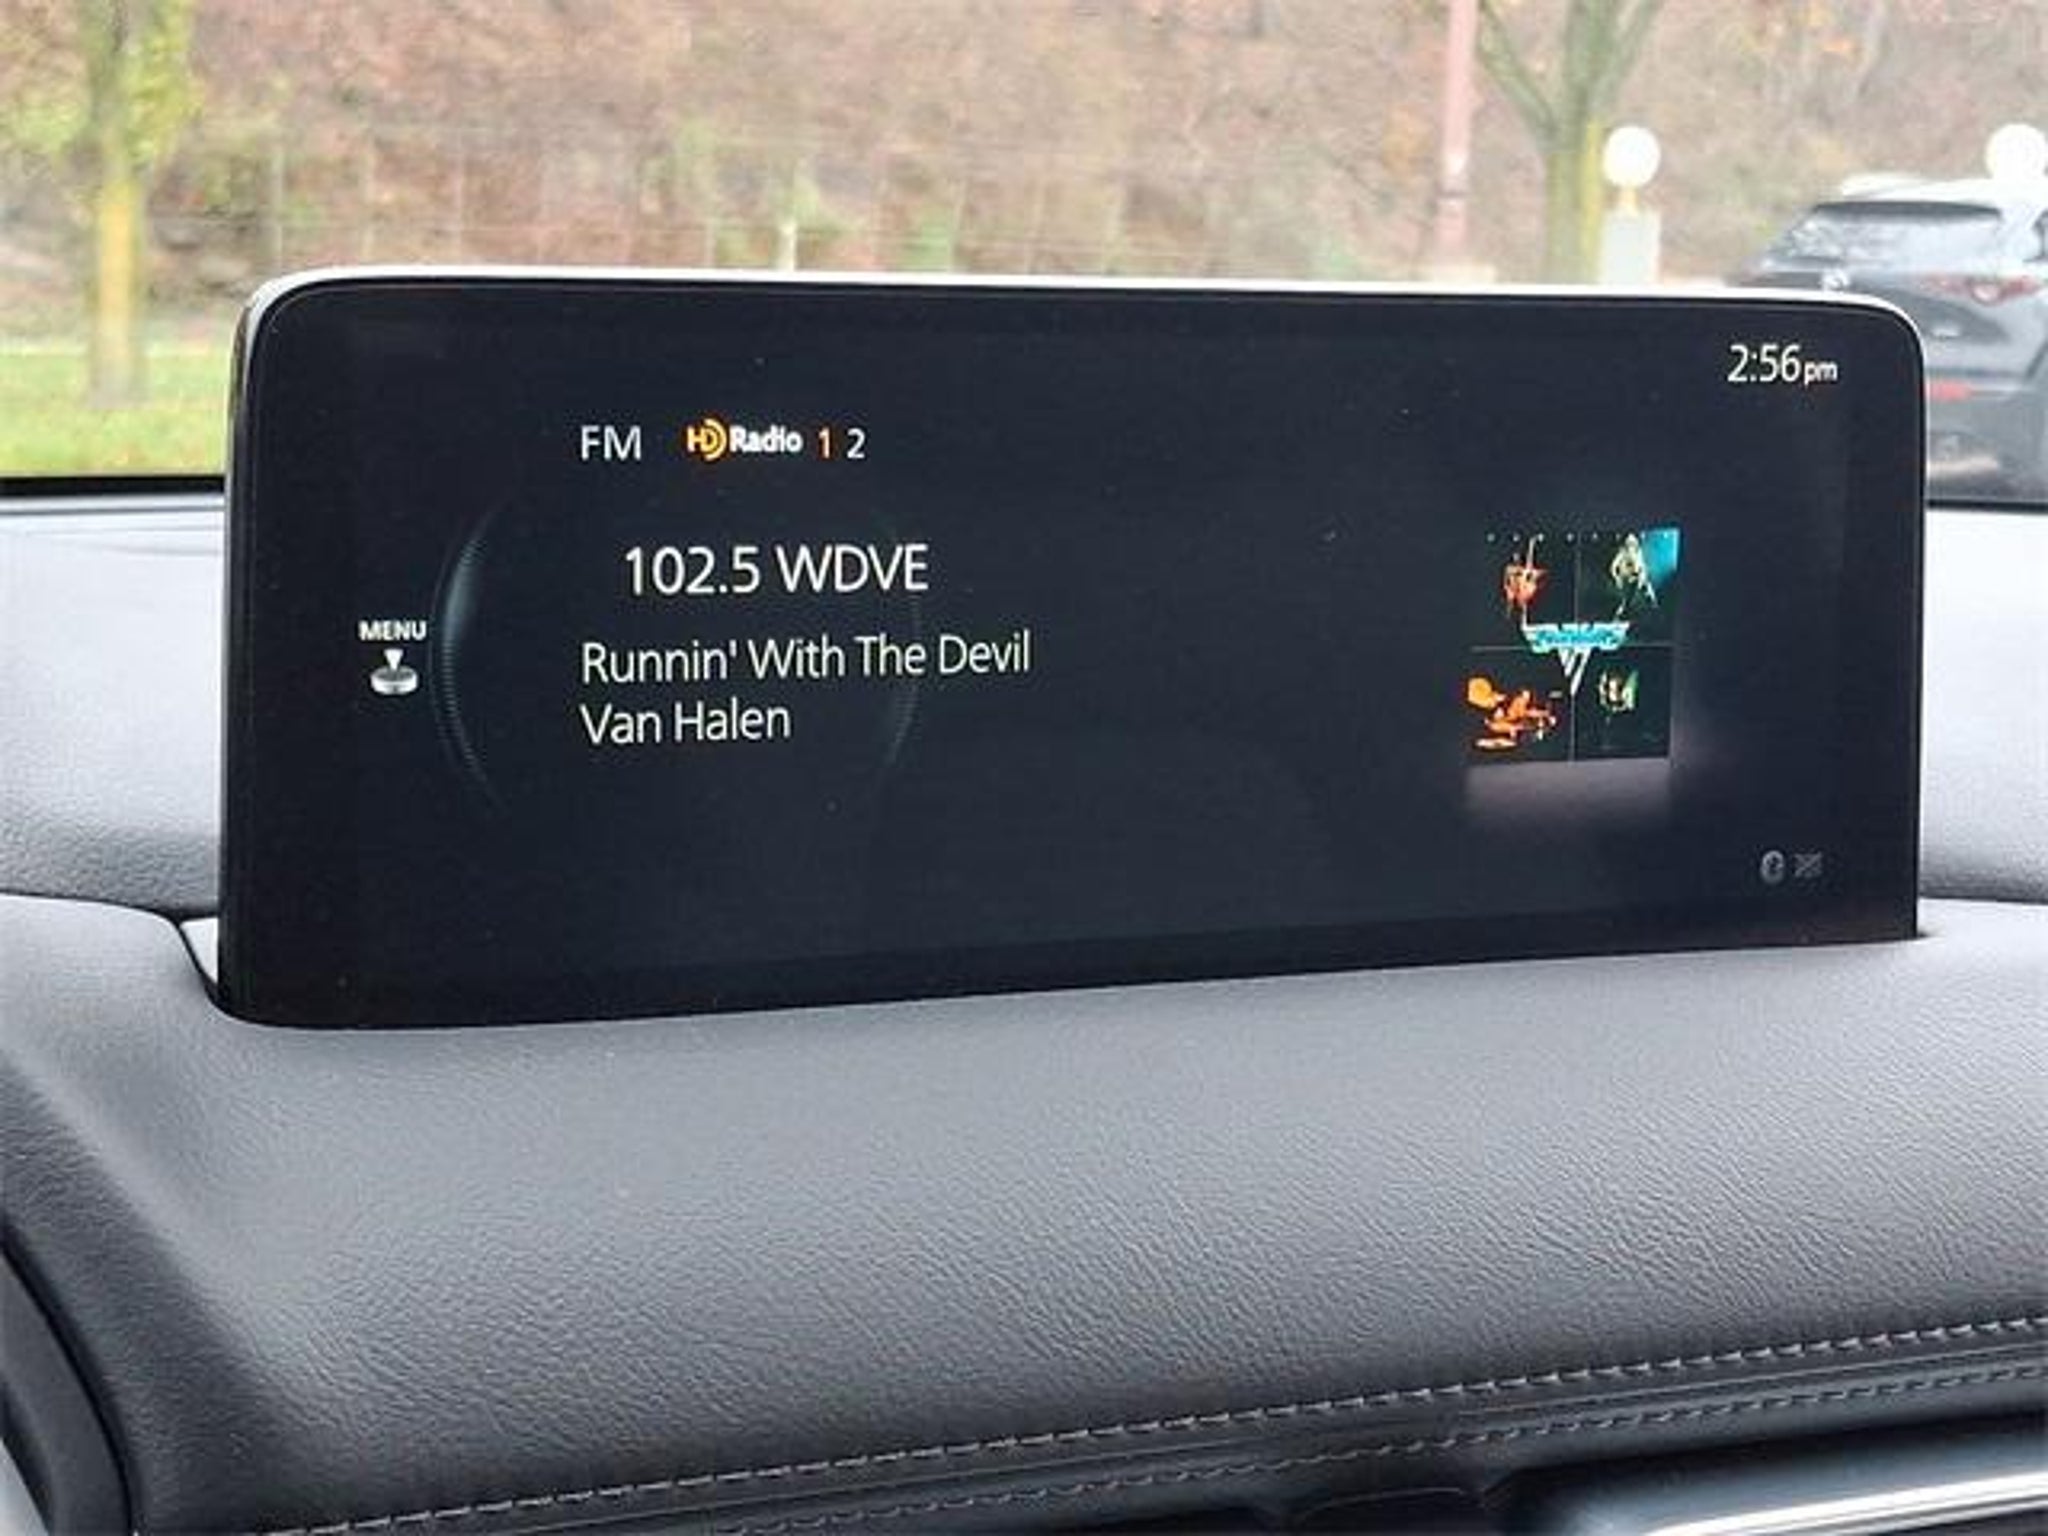 2:56pm
FM HD Radio 1 2
102.5 WDVE
MENU
Runnin' With The Devil
Van Halen